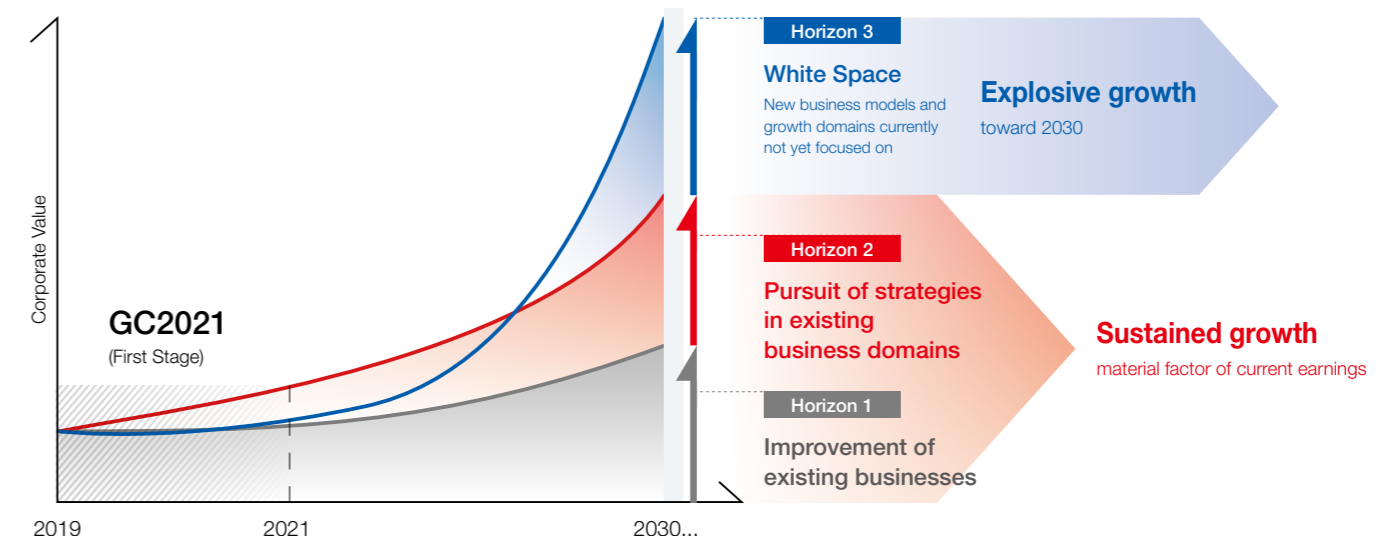 Corporate Value
GC2021
(First Stage)
2019
2021
2030...
Horizon 3
White Space
New business models and
growth domains currently
not yet focused on
Explosive growth
toward 2030
Horizon 2
Pursuit of strategies
in existing
business domains
Horizon 1
Improvement of
existing businesses
Sustained growth
material factor of current earnings